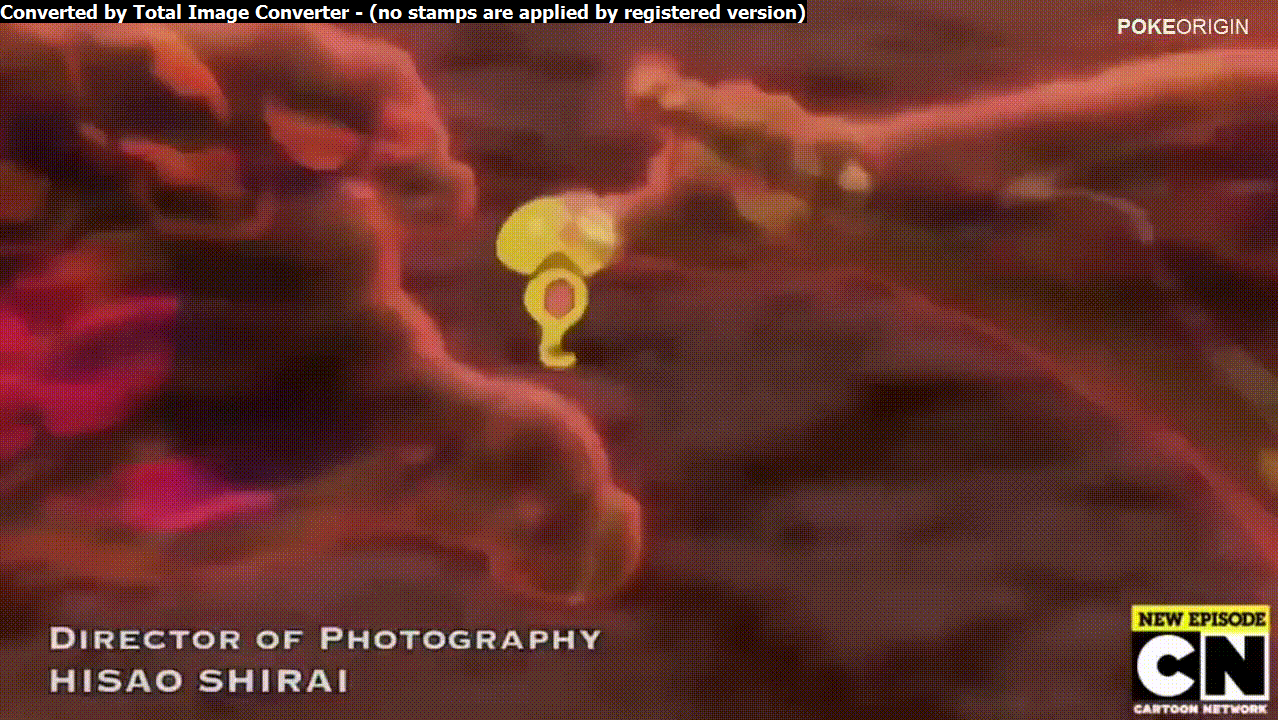 Converted by Total Image Converter - (no stamps are applied by registered version)
POKEORIGIN
DIRECTOR OF PHOTOGRAPHY
HISAO SHIRAI
NEW EPISODE
CN
CARTOON NETWORK